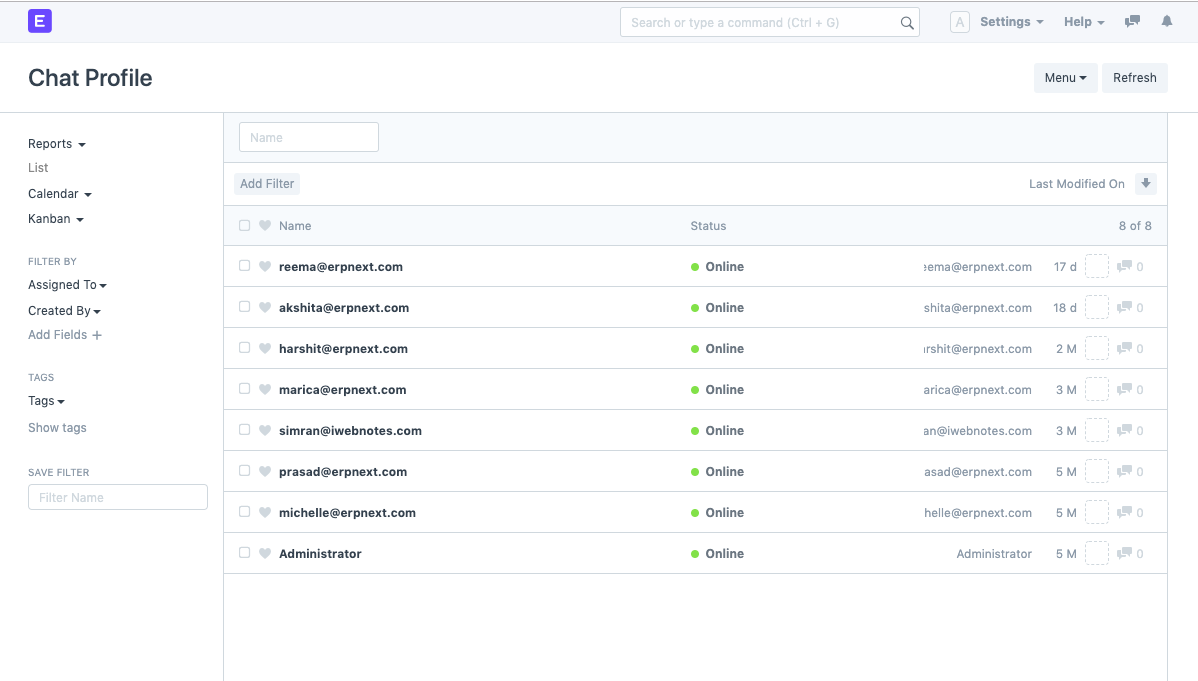 E Search or type a command (Ctrl + G) A Settings Help
Chat Profile Menu Refresh
Reports
List
Calendar
Kanban
FILTER BY
Assigned To
Created By
Add Fields +
TAGS
Tags
Show tags
SAVE FILTER
Filter Name
Name
Add Filter Last Modified On
Name Status 8 of 8
reema@erpnext.com Online eema@erpnext.com 17 d 0
akshita@erpnext.com Online shita@erpnext.com 18 d 0
harshit@erpnext.com Online arshit@erpnext.com 2 M 0
marica@erpnext.com Online arica@erpnext.com 3 M 0
simran@iwebnotes.com Online an@iwebnotes.com 3 M 0
prasad@erpnext.com Online asad@erpnext.com 5 M 0
michelle@erpnext.com Online helle@erpnext.com 5 M 0
Administrator Online Administrator 5 M 0